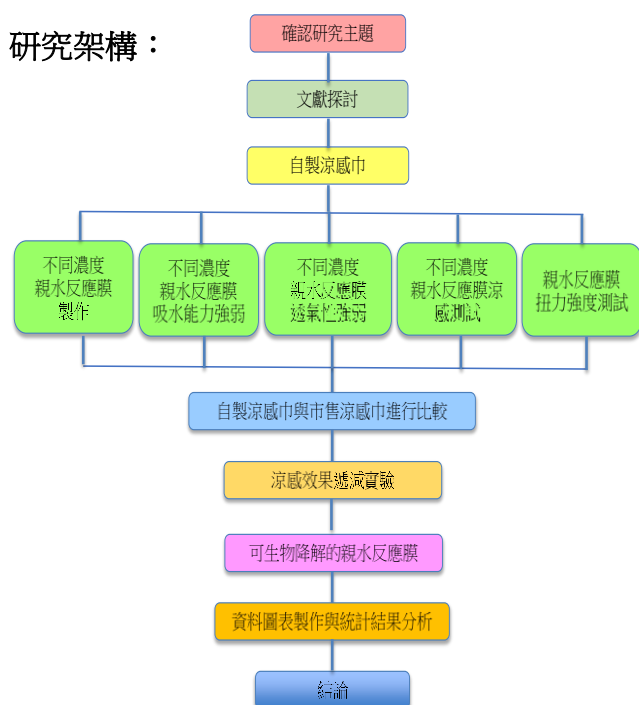 研究架構：
確認研究主題
文獻探討
自製涼感巾
不同濃度
親水反應膜
製作
不同濃度
親水反應膜
吸水能力強弱
不同濃度
親水反應膜
透氣性強弱
不同濃度
親水反應膜涼
感測試
親水反應膜
扭力強度測試
自製涼感巾與市售涼感巾進行比較
涼感效果遞減實驗
可生物降解的親水反應膜
資料圖表製作與統計結果分析
結論